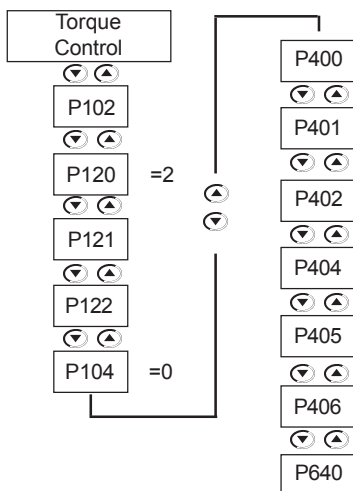 Torque
Control
P102
P120 =2
P121
P122
P104 =0
P400
P401
P402
P404
P405
P406
P640